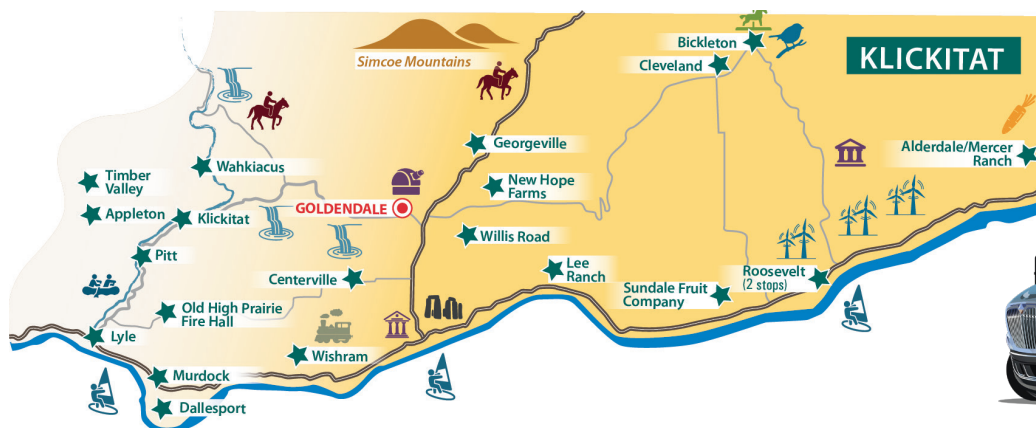 Simcoe Mountains
Bickleton
Cleveland
KLICKITAT
Georgeville
Alderdale/Mercer
Ranch
Wahkiacus
Timber
Valley
New Hope
Farms
Appleton
Klickitat
GOLDENDALE
Willis Road
Pitt
Centerville
Lee
Ranch
Roosevelt
(2 stops)
Sundale Fruit
Company
Old High Prairie
Fire Hall
Lyle
Wishram
Murdock
Dallesport